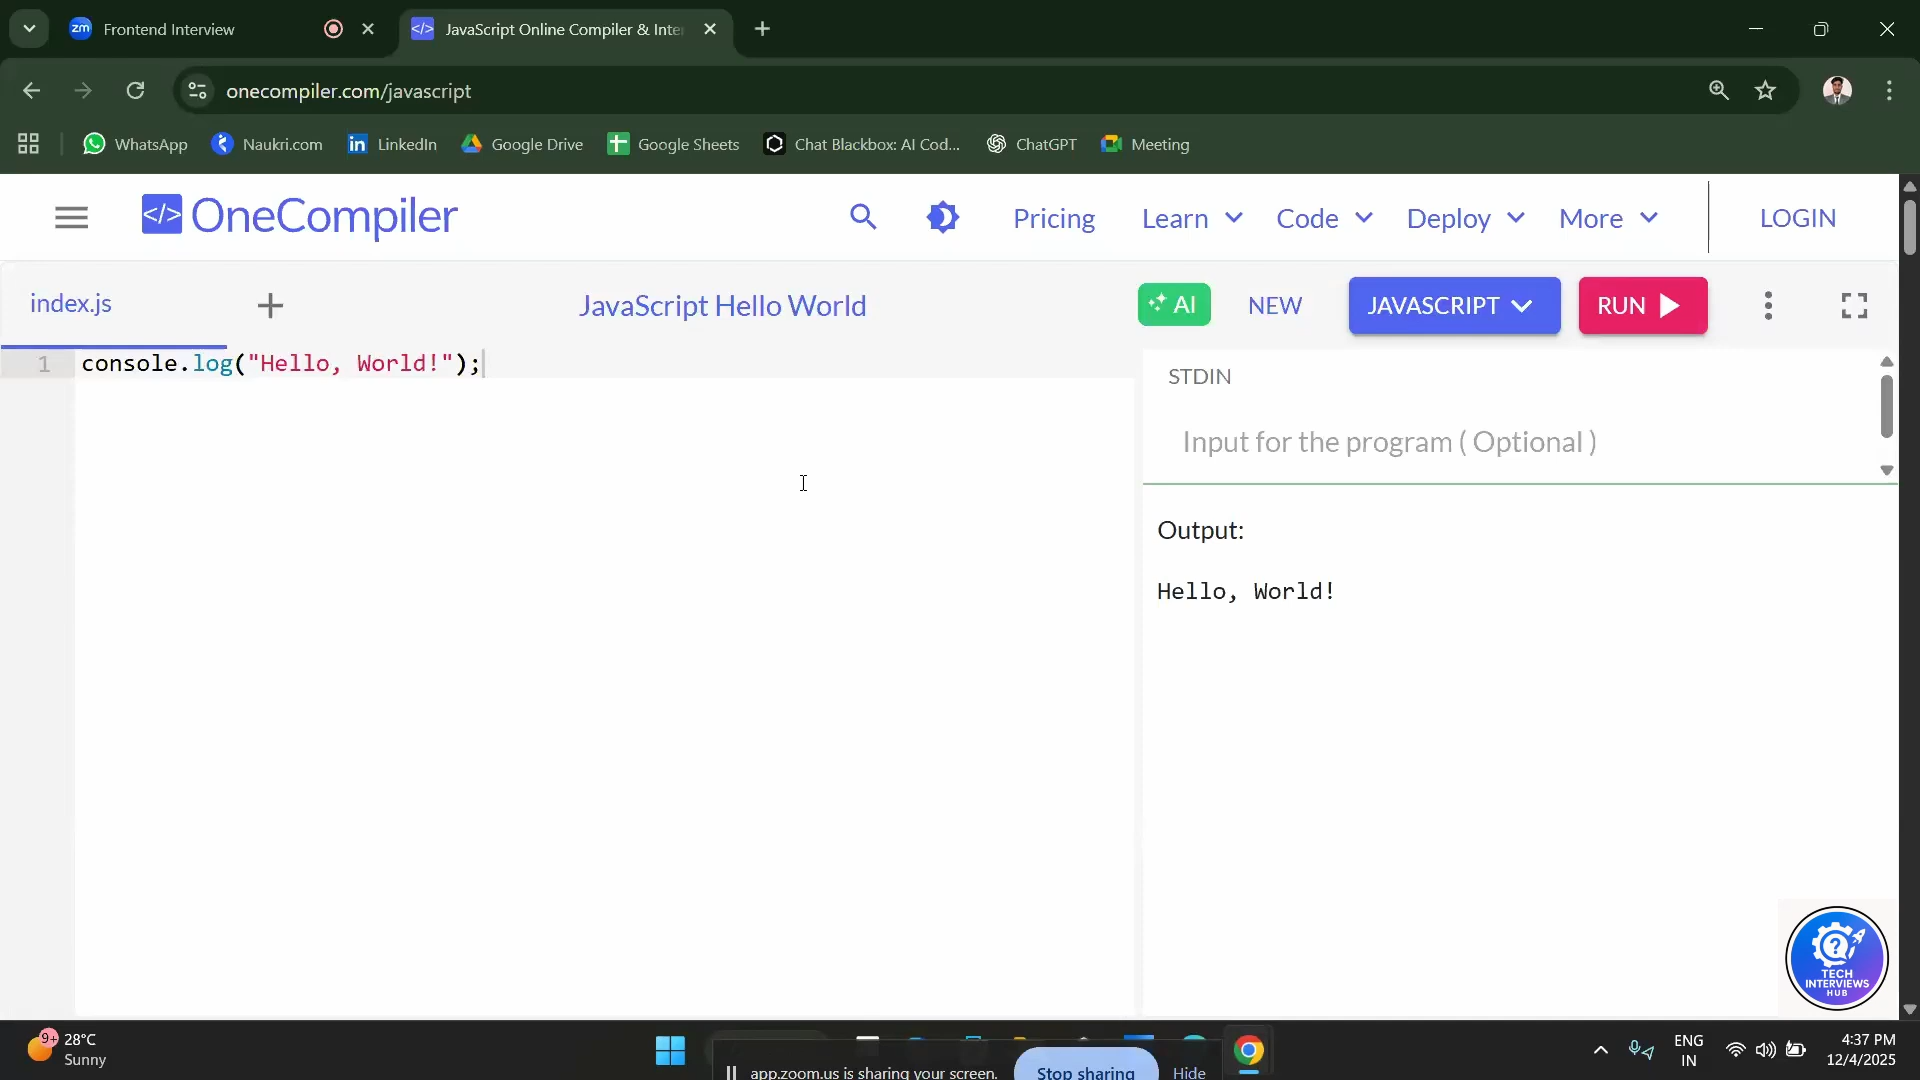 zm Frontend Interview
</> JavaScript Online Compiler & Inte
onecompiler.com/javascript
WhatsApp Naukri.com in LinkedIn Google Drive Google Sheets Chat Blackbox: AI Cod... ChatGPT Meeting
</> OneCompiler Pricing Learn Code Deploy More LOGIN
index.js + JavaScript Hello World AI NEW JAVASCRIPT RUN
1 console.log("Hello, World!");
STDIN
Input for the program ( Optional )
Output:
Hello, World!
?
TECH
INTERVIEWS
HUB
9+ 28°C
Sunny
app.zoom.us is sharing your screen. Stop sharing Hide
ENG
IN
4:37 PM
12/4/2025